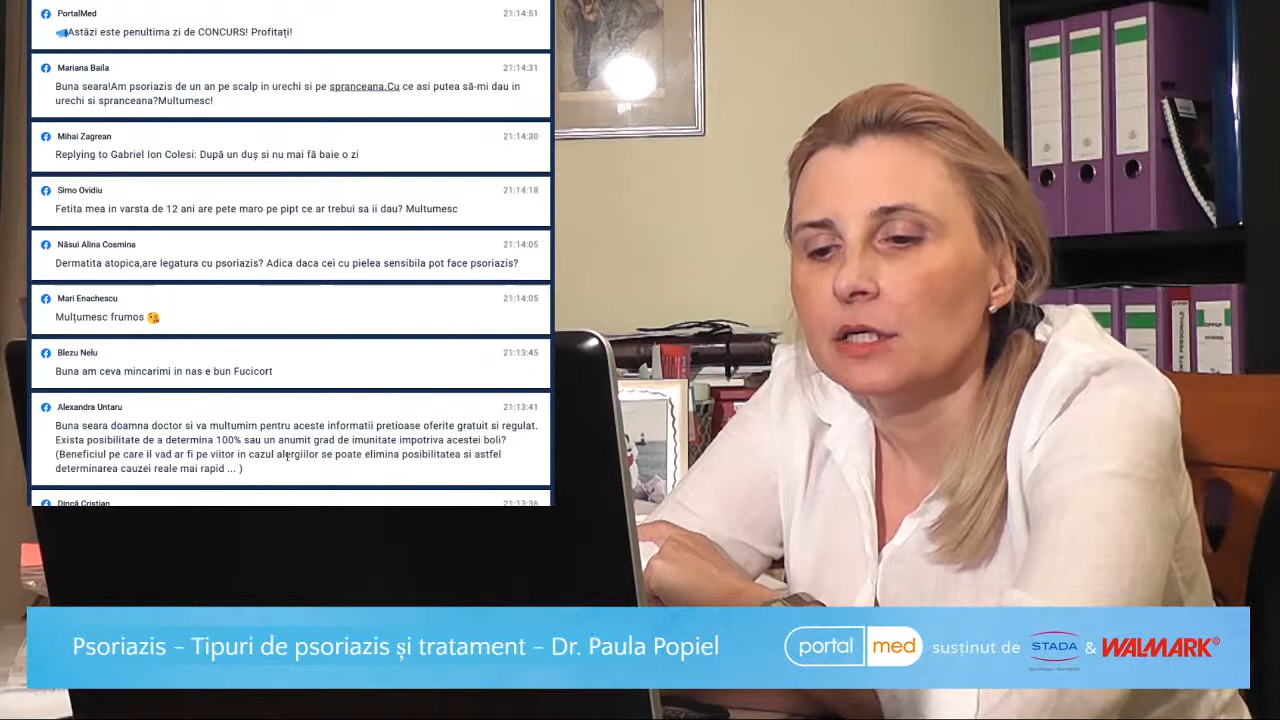 PortalMed 21:14:51
📣Astăzi este penultima zi de CONCURS! Profitați!
Mariana Baila 21:14:31
Buna seara!Am psoriazis de un an pe scalp in urechi si pe spranceana.Cu ce asi putea să-mi dau in
urechi si spranceana?Multumesc!
Mihai Zagrean 21:14:30
Replying to Gabriel Ion Colesi: După un duș si nu mai fă baie o zi
Simo Ovidiu 21:14:18
Fetita mea in varsta de 12 ani are pete maro pe pipt ce ar trebui sa ii dau? Multumesc
Năsui Alina Cosmina 21:14:05
Dermatita atopica,are legatura cu psoriazis? Adica daca cei cu pielea sensibila pot face psoriazis?
Mari Enachescu 21:14:05
Mulțumesc frumos 😘
Blezu Nelu 21:13:45
Buna am ceva mincarimi in nas e bun Fucicort
Alexandra Untaru 21:13:41
Buna seara doamna doctor si va multumim pentru aceste informatii pretioase oferite gratuit si regulat.
Exista posibilitate de a determina 100% sau un anumit grad de imunitate impotriva acestei boli?
(Beneficiul pe care il vad ar fi pe viitor in cazul alergiilor se poate elimina posibilitatea si astfel
determinarea cauzei reale mai rapid ... )
Dincă Cristian 21:13:36
Psoriazis – Tipuri de psoriazis și tratament – Dr. Paula Popiel
portal med susținut de STADA & WALMARK®